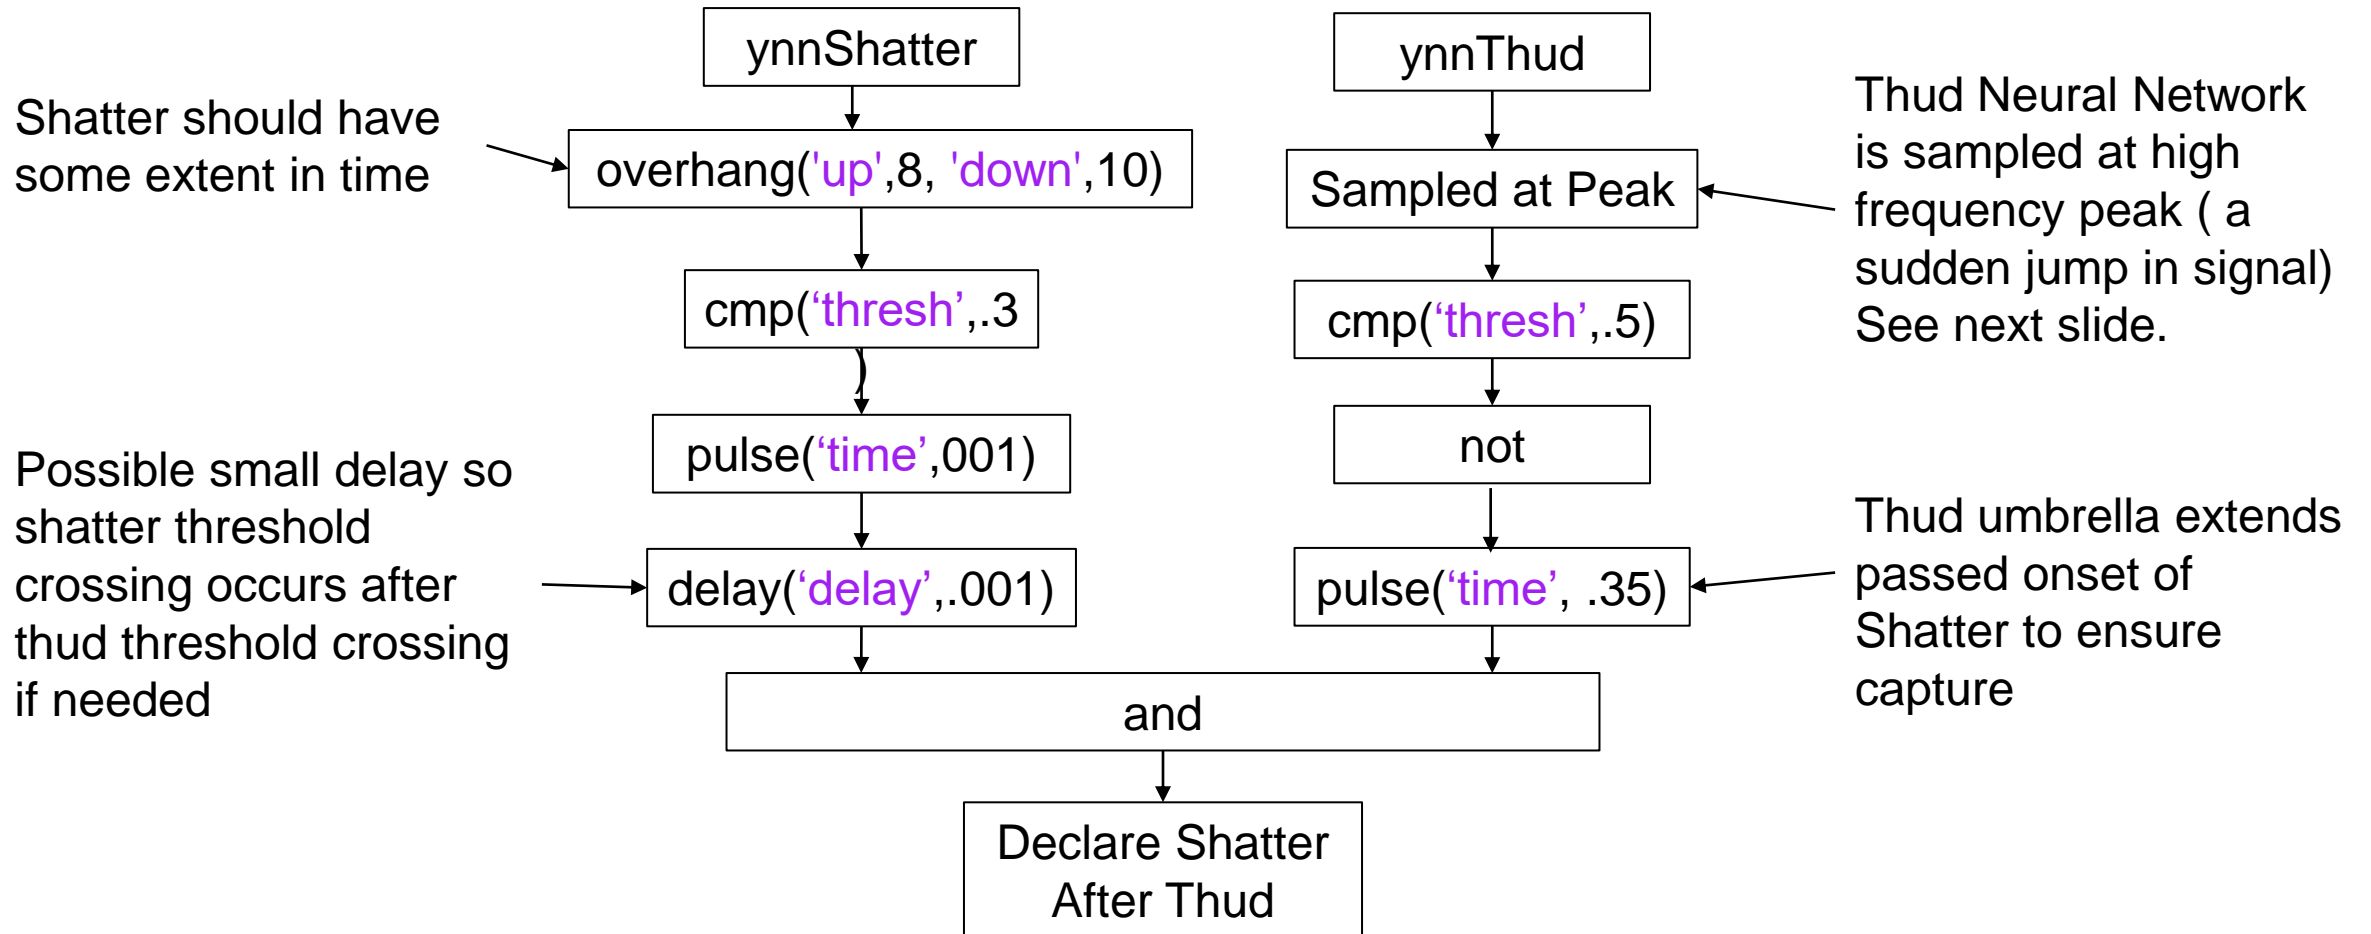 ynnShatter
ynnThud
Shatter should have
some extent in time
overhang('up',8, 'down',10)
Sampled at Peak
Thud Neural Network
is sampled at high
frequency peak ( a
sudden jump in signal)
See next slide.
cmp(‘thresh’,.3
)
cmp(‘thresh’,.5)
pulse(‘time’,001)
not
Possible small delay so
shatter threshold
crossing occurs after
thud threshold crossing
if needed
delay(‘delay’,.001)
pulse(‘time’, .35)
Thud umbrella extends
passed onset of
Shatter to ensure
capture
and
Declare Shatter
After Thud